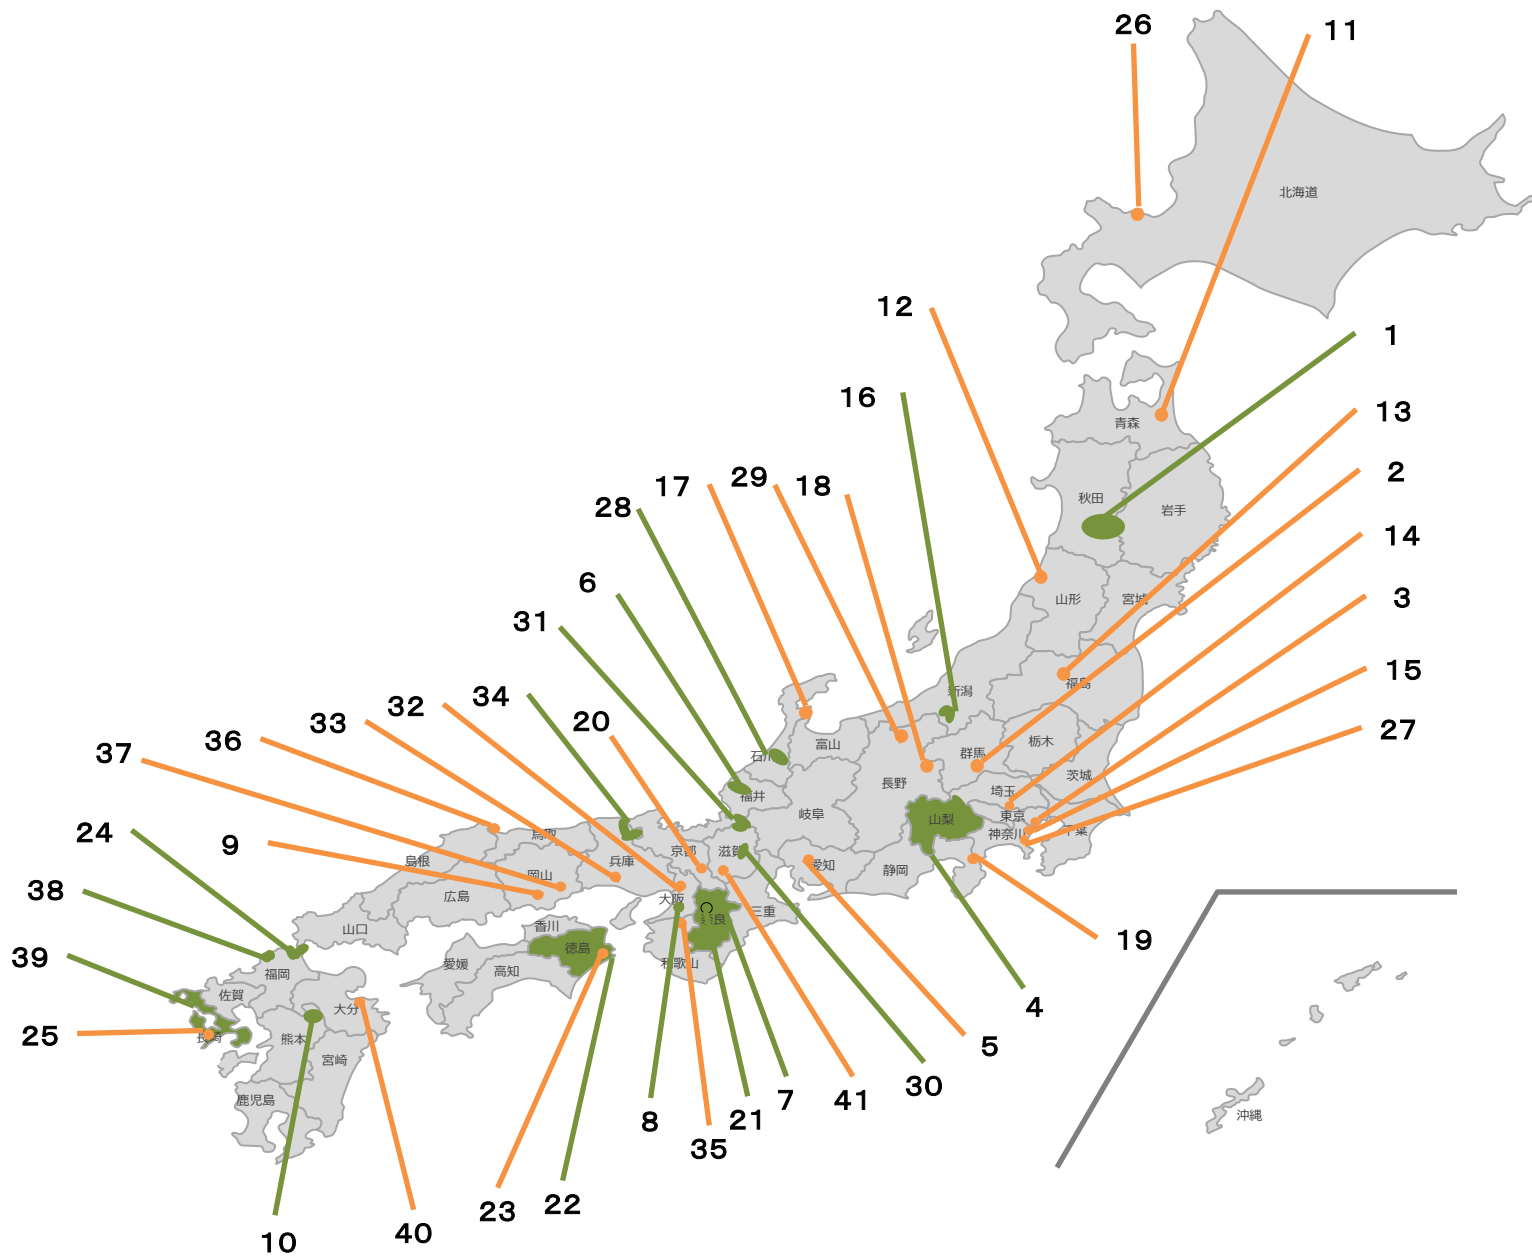 26
11
北海道
12
1
16
13
青森
2
29
17
18
28
秋田
岩手
14
6
3
山形
宮城
31
15
福島
34
新潟
32
20
33
27
36
富山
栃木
群馬
37
石川
茨城
長野
埼玉
福井
岐阜
東京
山梨
24
鳥取
神奈川
千葉
9
京都
滋賀
島根
兵庫
愛知
岡山
静岡
38
広島
大阪
三重
奈良
香川
山口
19
徳島
39
愛媛
和歌山
高知
福岡
佐賀
4
大分
25
長崎
熊本
5
宮崎
30
鹿児島
7
41
沖縄
8
21
35
22
23
40
10